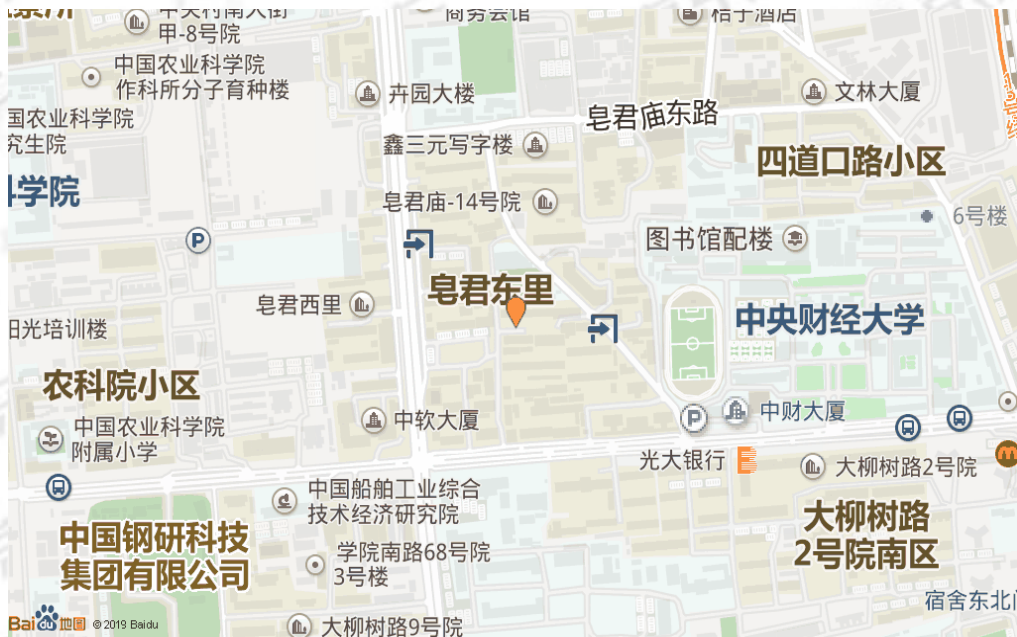 甲-8号院
商务会馆
桔子酒店
中国农业科学院
作科所分子育种楼
卉园大楼
文林大厦
皂君庙东路
国农业科学院
究生院
鑫三元写字楼
四道口路小区
科学院
皂君庙-14号院
6号楼
P
图书馆配楼
皂君东里
皂君西里
中央财经大学
阳光培训楼
农科院小区
中国农业科学院
附属小学
中软大厦
P
中财大厦
光大银行
大柳树路2号院
中国船舶工业综合
技术经济研究院
大柳树路
2号院南区
中国钢研科技
集团有限公司
学院南路68号院
3号楼
宿舍东北门
大柳树路9号院
Bai du 地图 © 2019 Baidu